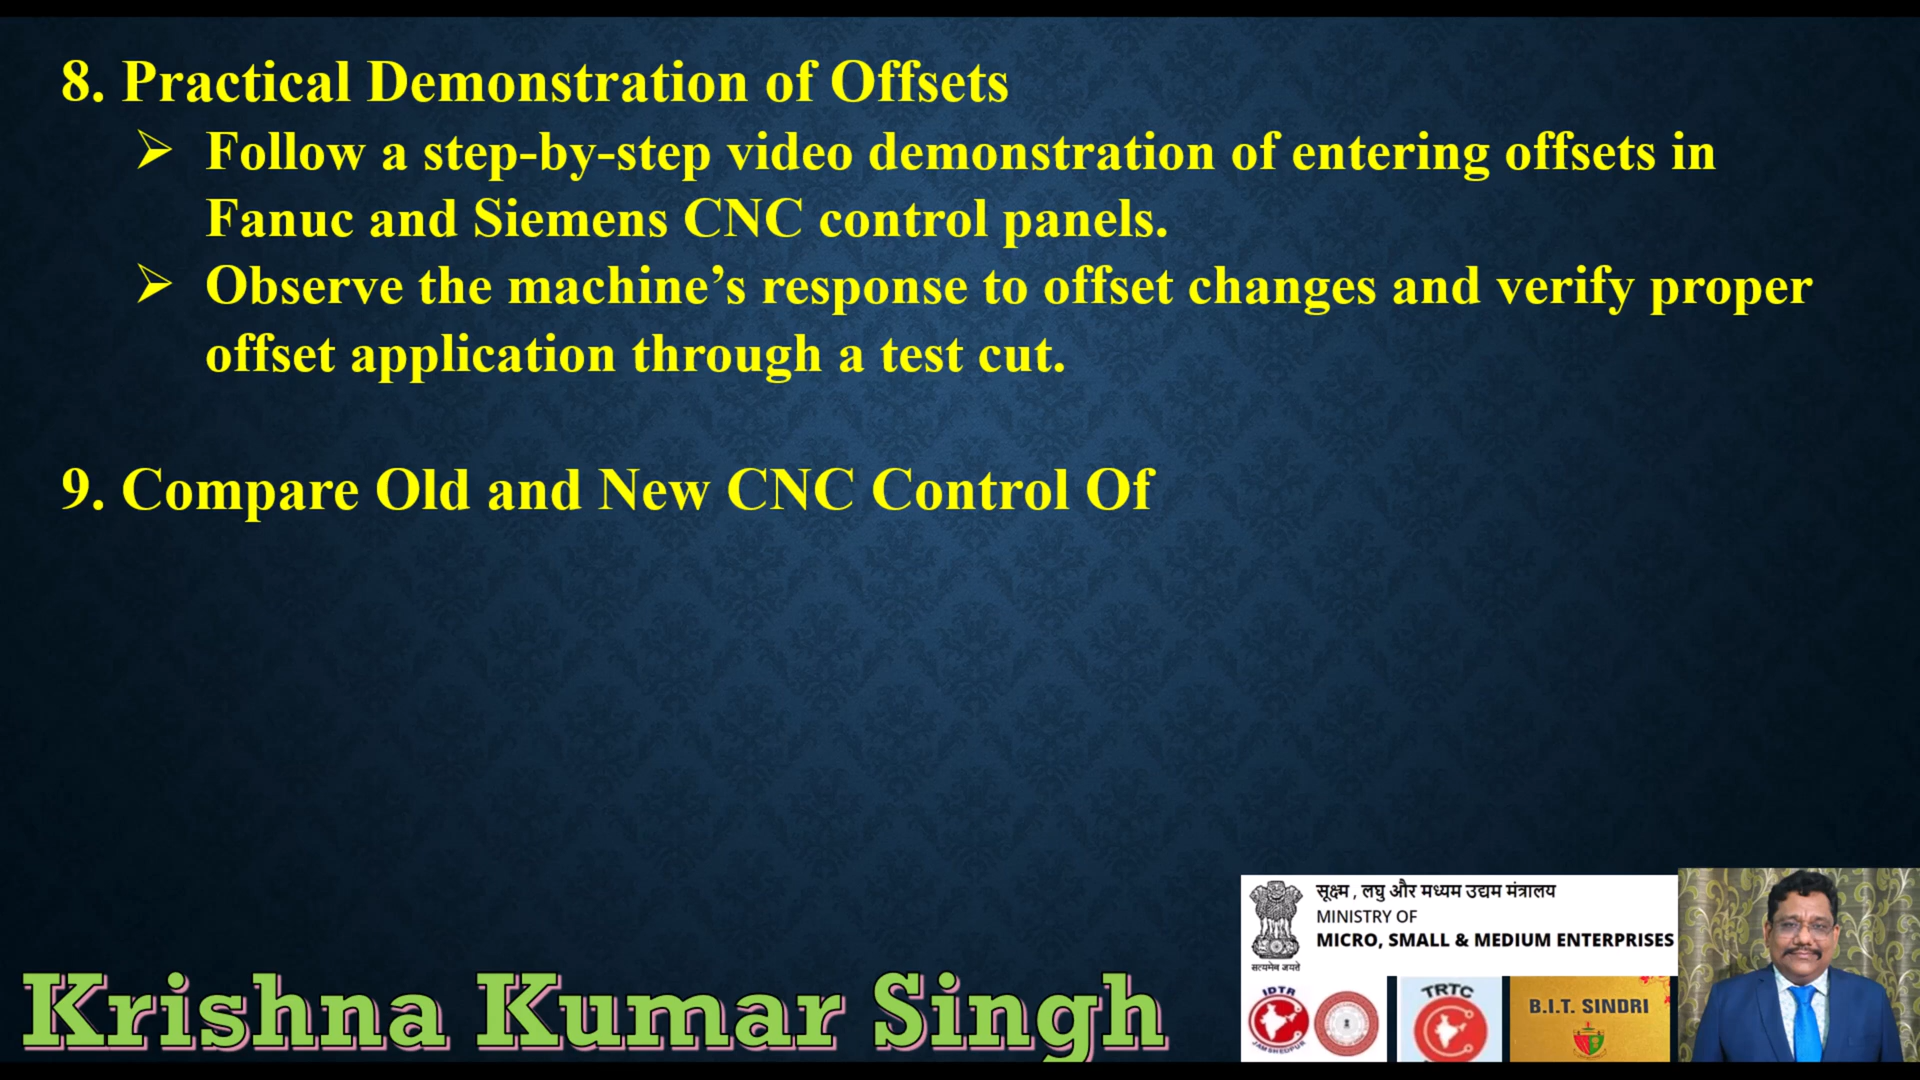 8. Practical Demonstration of Offsets
➢ Follow a step-by-step video demonstration of entering offsets in
Fanuc and Siemens CNC control panels.
➢ Observe the machine’s response to offset changes and verify proper
offset application through a test cut.
9. Compare Old and New CNC Control Of
सूक्ष्म , लघु और मध्यम उद्यम मंत्रालय
MINISTRY OF
MICRO, SMALL & MEDIUM ENTERPRISES
सत्यमेव जयते
Krishna Kumar Singh
IDTR
JAMSHEDPUR
TRTC
B.I.T. SINDRI